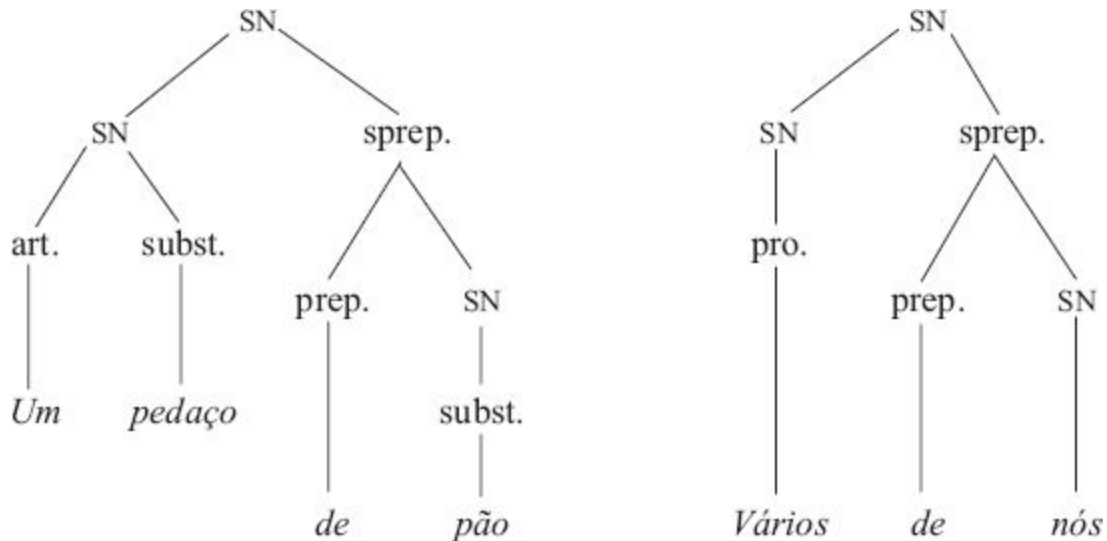 SN SN
SN sprep. SN sprep.
art. subst. pro.
prep. SN prep. SN
Um pedaço subst.
de pão Vários de nós